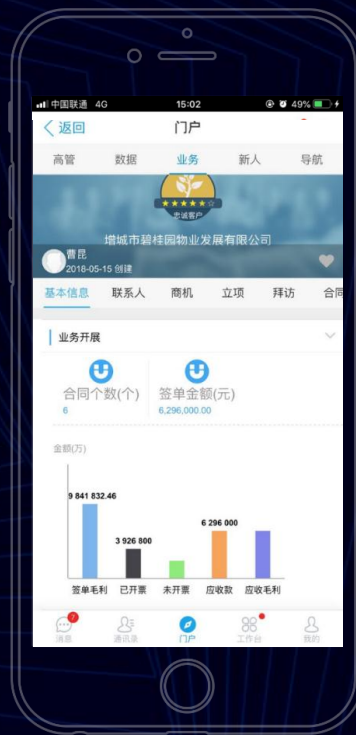 中国联通 4G 15:02 49%
返回 门户
高管 数据 业务 新人 导航
忠诚客户
增城市碧桂园物业发展有限公司
曹昆
2018-05-15 创建
基本信息 联系人 商机 立项 拜访 合同
业务开展
合同个数(个) 签单金额(元)
6 6,296,000.00
金额(万)
9 841 832.46
6 296 000
3 926 800
签单毛利 已开票 未开票 应收款 应收毛利
7
消息 通讯录 门户 工作台 我的